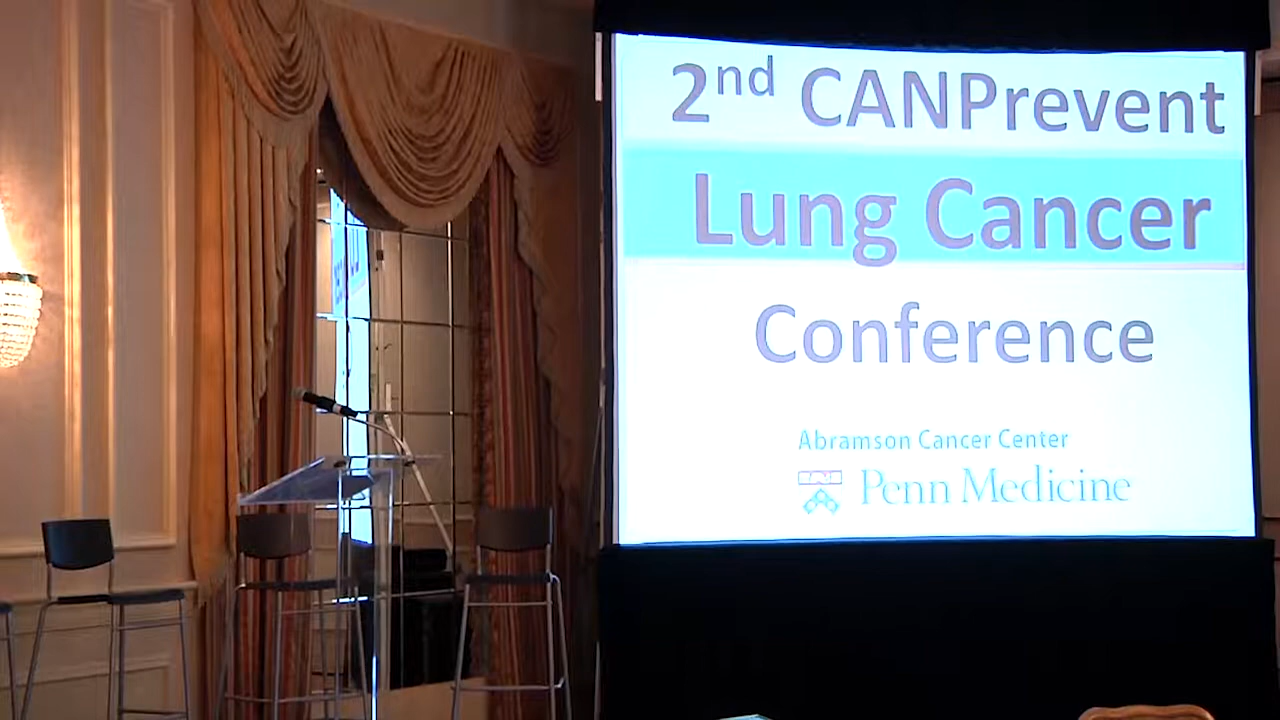 2nd CANPrevent
Lung Cancer
Conference
Abramson Cancer Center
Penn Medicine